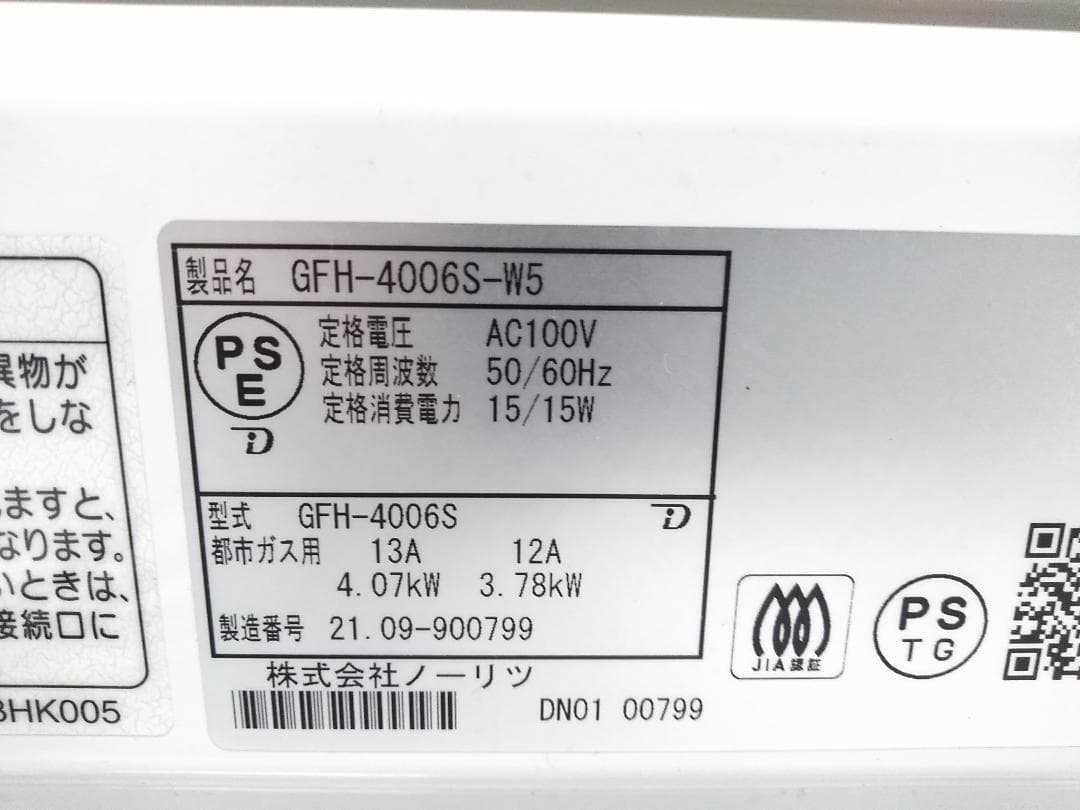 異物が
をしな
ますと、
なります。
いときは、
接続口に
BHK005
製品名 GFH-4006S-W5
PS
E
定格電圧 AC100V
定格周波数 50/60Hz
定格消費電力 15/15W
型式 GFH-4006S
都市ガス用 13A 12A
4.07kW 3.78kW
製造番号 21.09-900799
株式会社ノーリツ
DN01 00799
JIA認証
PS
TG